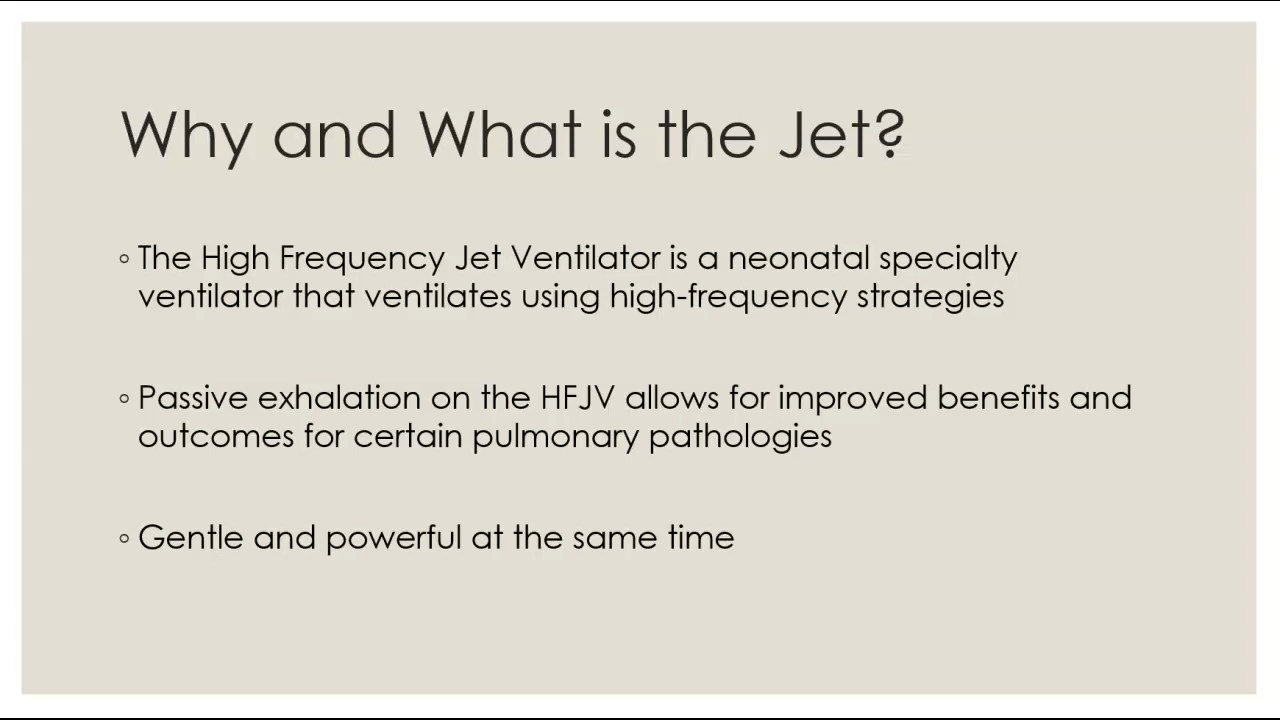 Why and What is the Jet?
◦ The High Frequency Jet Ventilator is a neonatal specialty
ventilator that ventilates using high-frequency strategies
◦ Passive exhalation on the HFJV allows for improved benefits and
outcomes for certain pulmonary pathologies
◦ Gentle and powerful at the same time